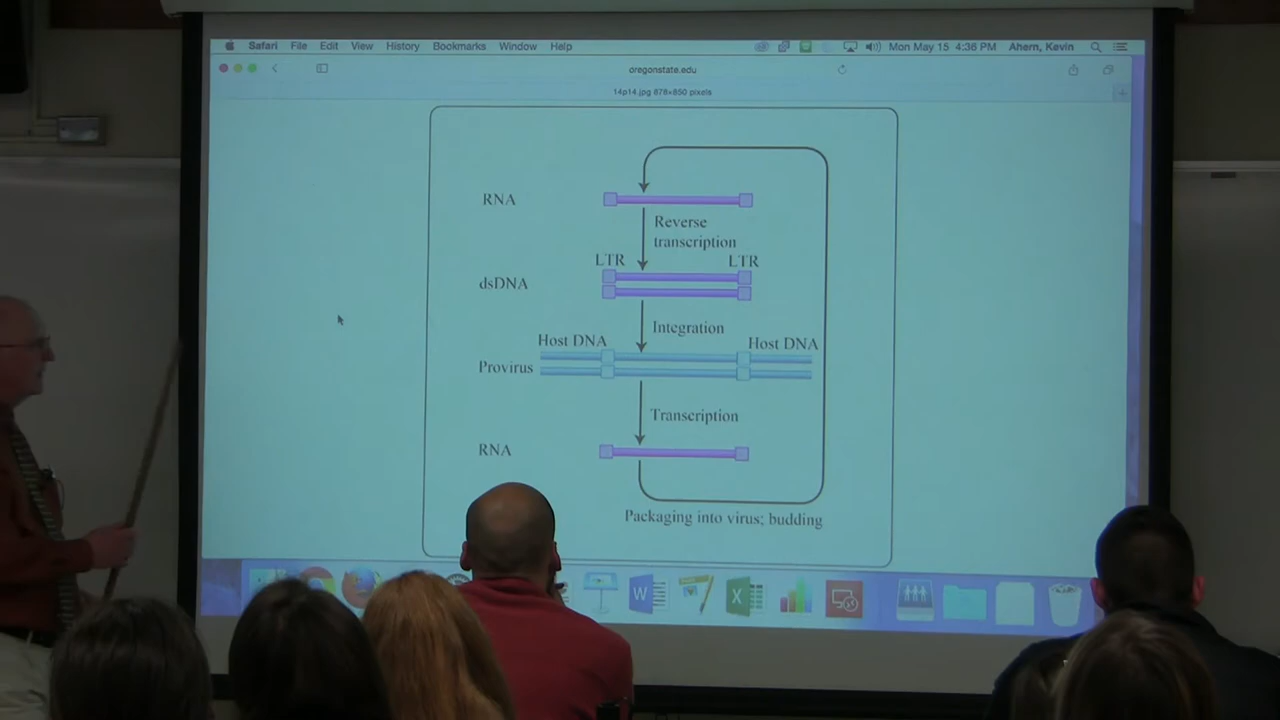 Safari File Edit View History Bookmarks Window Help Mon May 15 4:36 PM Ahern, Kevin
oregonstate.edu
14p14.jpg 878×850 pixels
RNA
Reverse
transcription
LTR LTR
dsDNA
Integration
Host DNA Host DNA
Provirus
Transcription
RNA
Packaging into virus; budding
W X